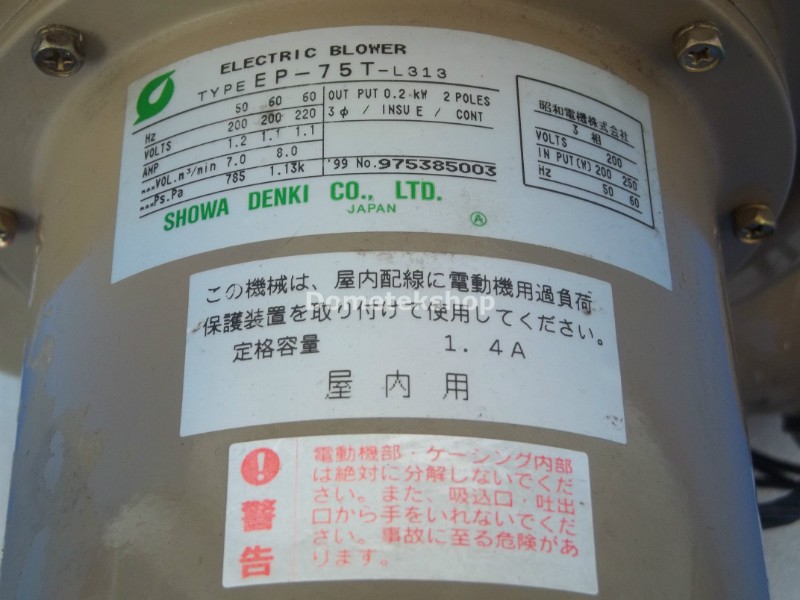 ELECTRIC BLOWER
TYPE EP-75T-L313
Hz 50 60 60
VOLTS 200 200 220
AMP 1.2 1.1 1.1
VOL.m³/min 7.0 8.0
Ps.Pa 785 1.13k
OUT PUT 0.2 kW 2 POLES
3φ / INSU E / CONT
'99 No. 975385003
SHOWA DENKI CO., LTD.
JAPAN
A
昭和電機株式会社
3 相
VOLTS 200
IN PUT(W) 200 250
Hz 50 60
この機械は、屋内配線に電動機用過負荷
保護装置を取り付けて使用してください。
定格容量 1.4A
屋内用
Dometekshop
警告
電動機部・ケーシング内部
は絶対に分解しないでくだ
さい。また、吸込口・吐出
口から手をいれないでくだ
さい。事故に至る危険があ
ります。